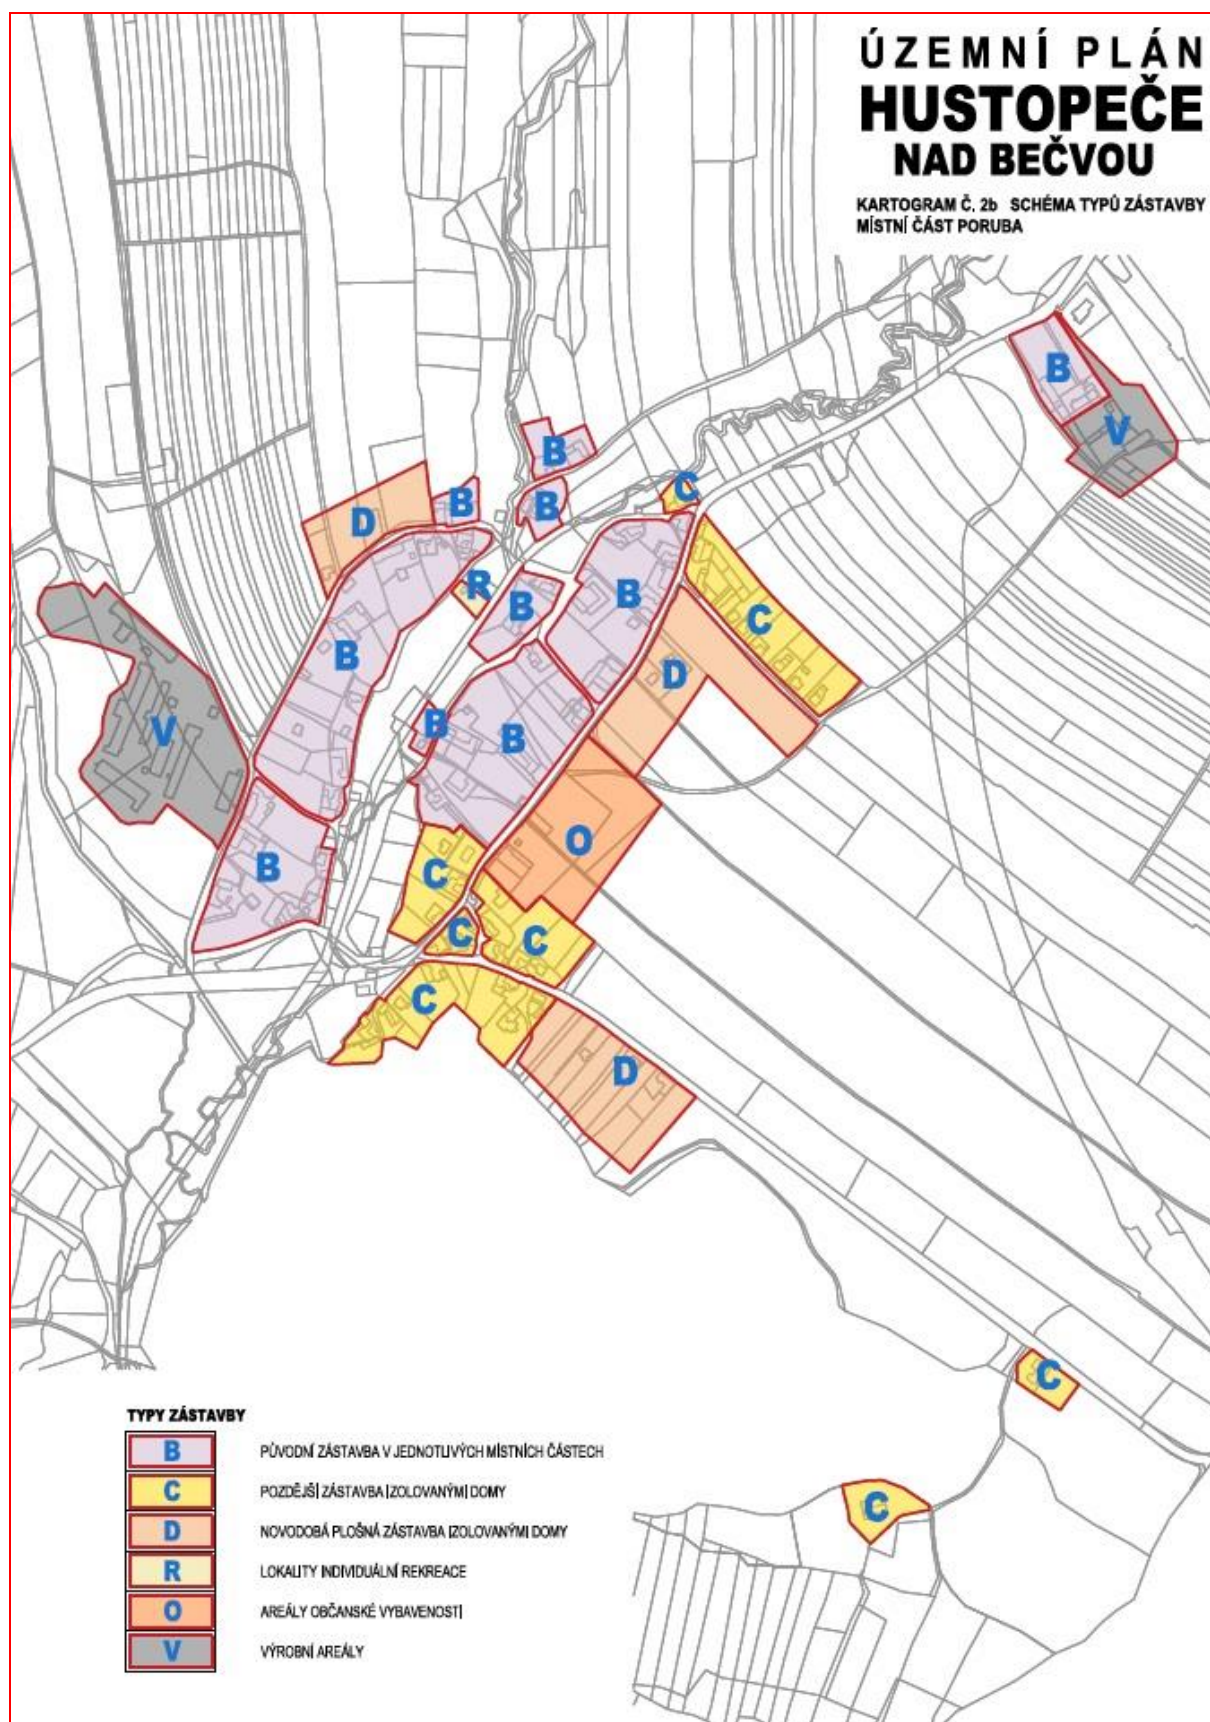 ÚZEMNÍ PLÁN
HUSTOPEČE
NAD BEČVOU
KARTOGRAM Č. 2b SCHÉMA TYPŮ ZÁSTAVBY
MÍSTNÍ ČÁST PORUBA
B
V
B
B
C
B
D
R
B
B
C
B
D
B
B
V
O
B
C
C
C
C
D
C
C
TYPY ZÁSTAVBY
B PŮVODNÍ ZÁSTAVBA V JEDNOTLIVÝCH MÍSTNÍCH ČÁSTECH
C POZDĚJŠÍ ZÁSTAVBA IZOLOVANÝMI DOMY
D NOVODOBÁ PLOŠNÁ ZÁSTAVBA IZOLOVANÝMI DOMY
R LOKALITY INDIVIDUÁLNÍ REKREACE
O AREÁLY OBČANSKÉ VYBAVENOSTI
V VÝROBNÍ AREÁLY